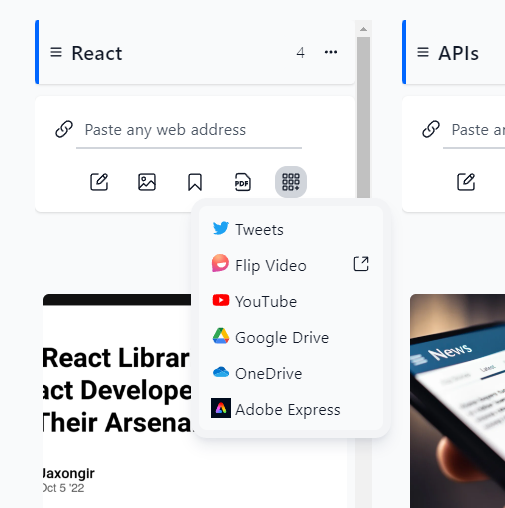 React 4
APIs
Paste any web address
Paste a
PDF
Tweets
Flip Video
YouTube
Google Drive
OneDrive
Adobe Express
React Librar
act Develope
Their Arsena
Jaxongir
Oct 5 '22
News